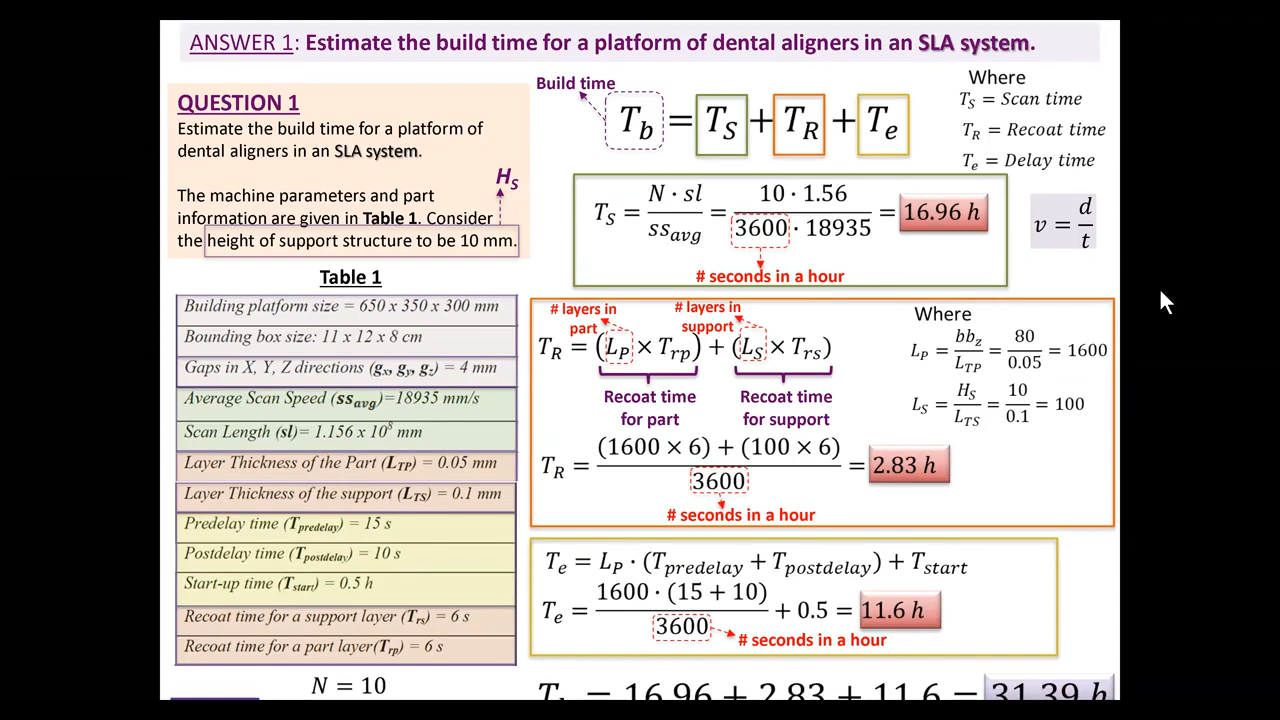 ANSWER 1: Estimate the build time for a platform of dental aligners in an SLA system.
QUESTION 1
Estimate the build time for a platform of
dental aligners in an SLA system.
H_S
The machine parameters and part
information are given in Table 1. Consider
the height of support structure to be 10 mm.
Table 1
Building platform size = 650 x 350 x 300 mm
Bounding box size: 11 x 12 x 8 cm
Gaps in X, Y, Z directions (g_x, g_y, g_z) = 4 mm
Average Scan Speed (ss_avg)=18935 mm/s
Scan Length (sl)= 1.156 x 10^8 mm
Layer Thickness of the Part (L_TP) = 0.05 mm
Layer Thickness of the support (L_TS) = 0.1 mm
Predelay time (T_predelay) = 15 s
Postdelay time (T_postdelay) = 10 s
Start-up time (T_start) = 0.5 h
Recoat time for a support layer (T_rs) = 6 s
Recoat time for a part layer(T_rp) = 6 s
N = 10
Build time
T_b = T_S + T_R + T_e
Where
T_S = Scan time
T_R = Recoat time
T_e = Delay time
T_S = N · sl / ss_avg = 10 · 1.56 / 3600 · 18935 = 16.96 h
# seconds in a hour
v = d / t
# layers in part
# layers in support
T_R = (L_P × T_rp) + (L_S × T_rs)
Recoat time for part
Recoat time for support
Where
L_P = bb_z / L_TP = 80 / 0.05 = 1600
L_S = H_S / L_TS = 10 / 0.1 = 100
T_R = (1600 × 6) + (100 × 6) / 3600 = 2.83 h
# seconds in a hour
T_e = L_P · (T_predelay + T_postdelay) + T_start
T_e = 1600 · (15 + 10) / 3600 + 0.5 = 11.6 h
# seconds in a hour
= 16.96 + 2.83 + 11.6 = 31.39 h